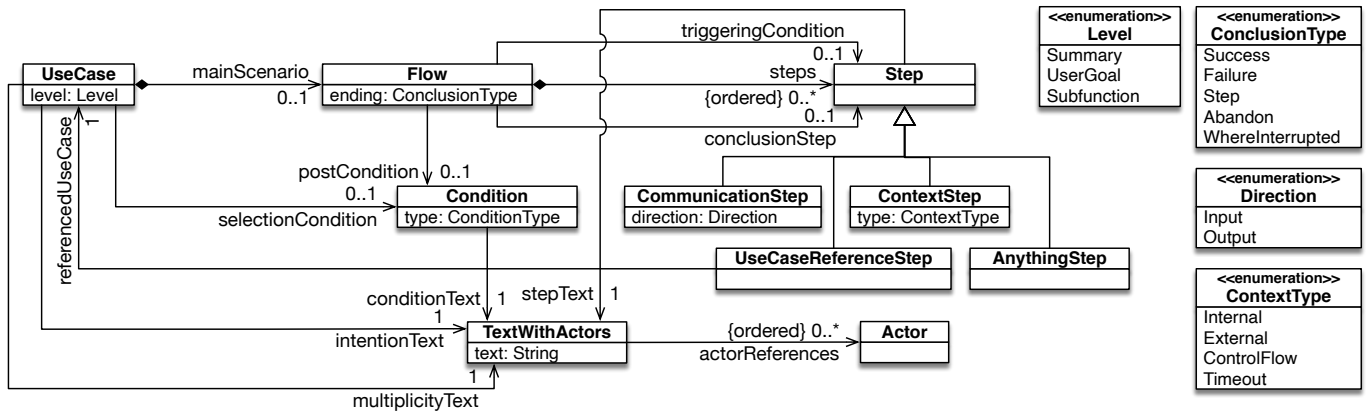 UseCase
level: Level
mainScenario
0..1
Flow
ending: ConclusionType
triggeringCondition
0..1
steps
{ordered} 0..*
0..1
conclusionStep
Step
<<enumeration>>
Level
Summary
UserGoal
Subfunction
<<enumeration>>
ConclusionType
Success
Failure
Step
Abandon
WhereInterrupted
referencedUseCase
1
postCondition
0..1
0..1
selectionCondition
Condition
type: ConditionType
CommunicationStep
direction: Direction
ContextStep
type: ContextType
UseCaseReferenceStep
AnythingStep
<<enumeration>>
Direction
Input
Output
conditionText
1
stepText
1
1
intentionText
TextWithActors
text: String
{ordered} 0..*
actorReferences
Actor
1
multiplicityText
<<enumeration>>
ContextType
Internal
External
ControlFlow
Timeout